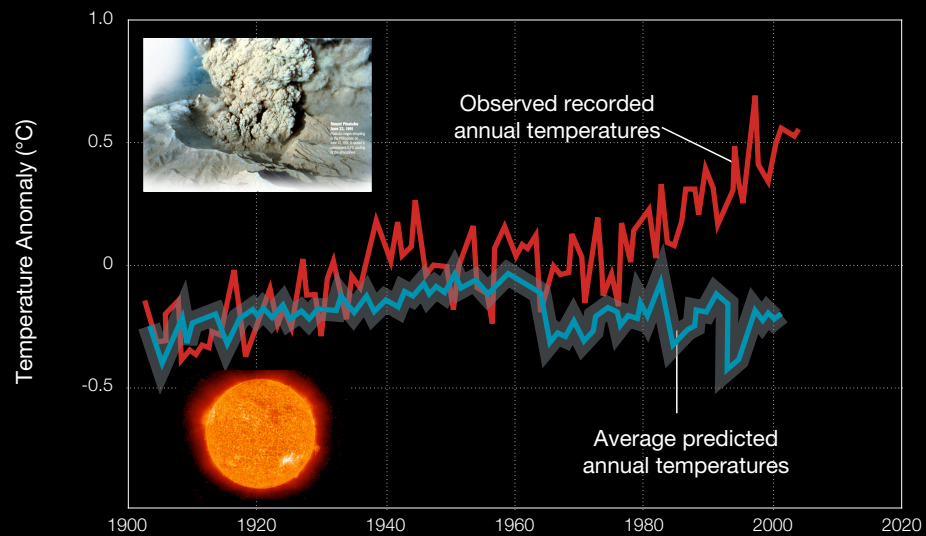 1.0
0.5
0
-0.5
Temperature Anomaly (°C)
Observed recorded
annual temperatures
Average predicted
annual temperatures
1900
1920
1940
1960
1980
2000
2020
Mount Pinatubo
June 12, 1991